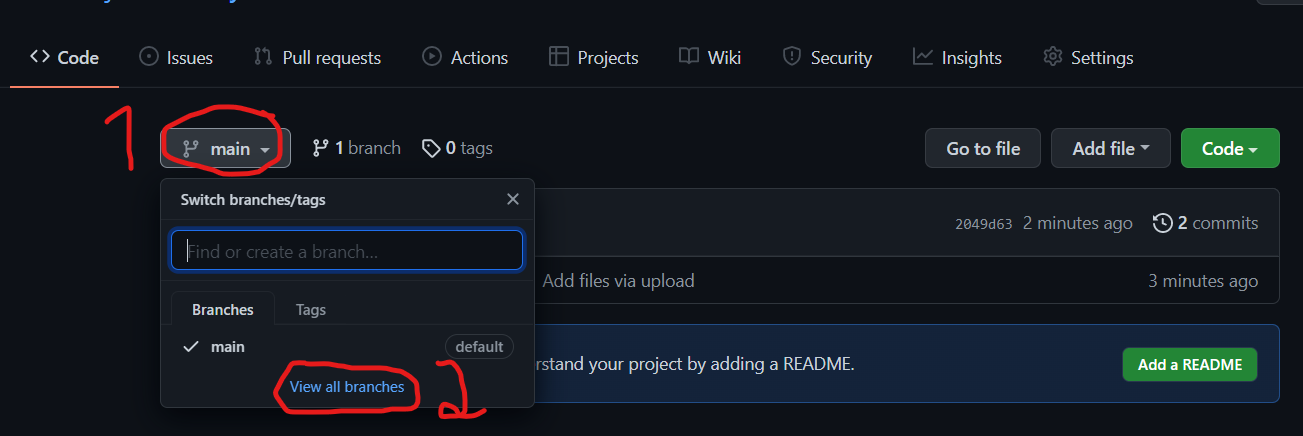 Code Issues Pull requests Actions Projects Wiki Security Insights Settings
1 main 1 branch 0 tags Go to file Add file Code
Switch branches/tags
2049d63 2 minutes ago 2 commits
Find or create a branch...
Add files via upload 3 minutes ago
Branches Tags
main default
rstand your project by adding a README. Add a README
View all branches 2